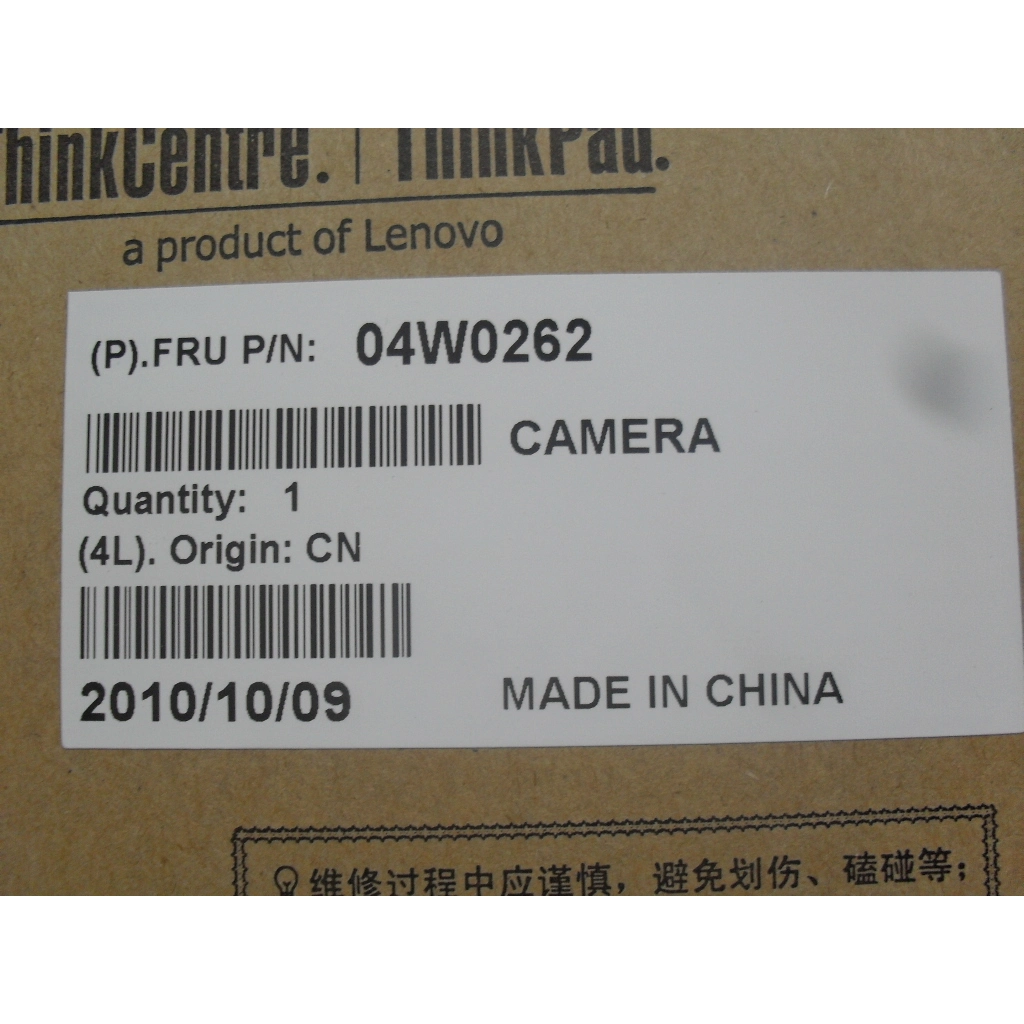 ThinkCentre. | ThinkPad.
a product of Lenovo
(P).FRU P/N: 04W0262
CAMERA
Quantity: 1
(4L). Origin: CN
2010/10/09 MADE IN CHINA
维修过程中应谨慎，避免划伤、磕碰等；